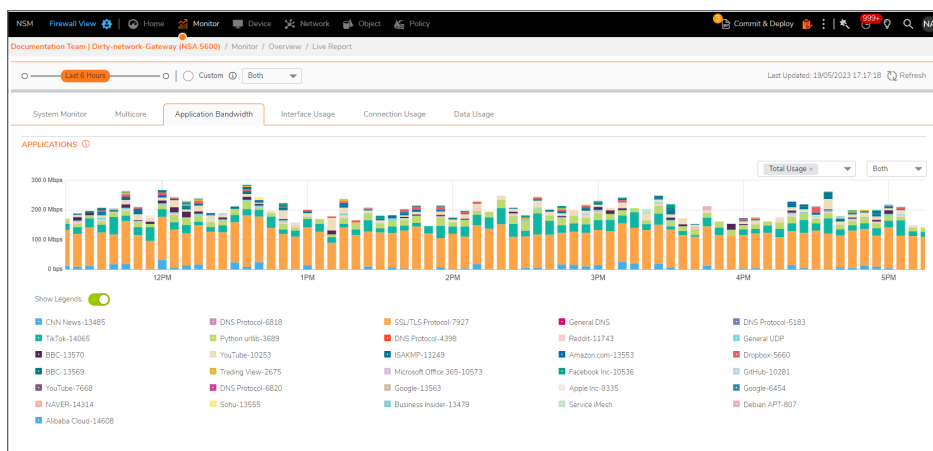 NSM Firewall View Home Monitor Device Network Object Policy 3 Commit & Deploy 999+ NA
Documentation Team | Dirty-network-Gateway (NSA 5600) / Monitor / Overview / Live Report
Last 6 Hours Custom Both Last Updated: 19/05/2023 17:17:18 Refresh
System Monitor Multicore Application Bandwidth Interface Usage Connection Usage Data Usage
APPLICATIONS
Total Usage × Both
300.0 Mbps
200.0 Mbps
100.0 Mbps
0 bps
12PM 1PM 2PM 3PM 4PM 5PM
Show Legends:
CNN News-13485 DNS Protocol-6818 SSL/TLS Protocol-7927 General DNS DNS Protocol-5183
TikTok-14065 Python urllib-3689 DNS Protocol-4398 Reddit-11743 General UDP
BBC-13570 YouTube-10253 ISAKMP-13249 Amazon.com-13553 Dropbox-5660
BBC-13569 Trading View-2675 Microsoft Office 365-10573 Facebook Inc-10536 GitHub-10281
YouTube-7668 DNS Protocol-6820 Google-13563 Apple Inc-9335 Google-6454
NAVER-14314 Sohu-13555 Business Insider-13479 Service iMesh Debian APT-807
Alibaba Cloud-14608